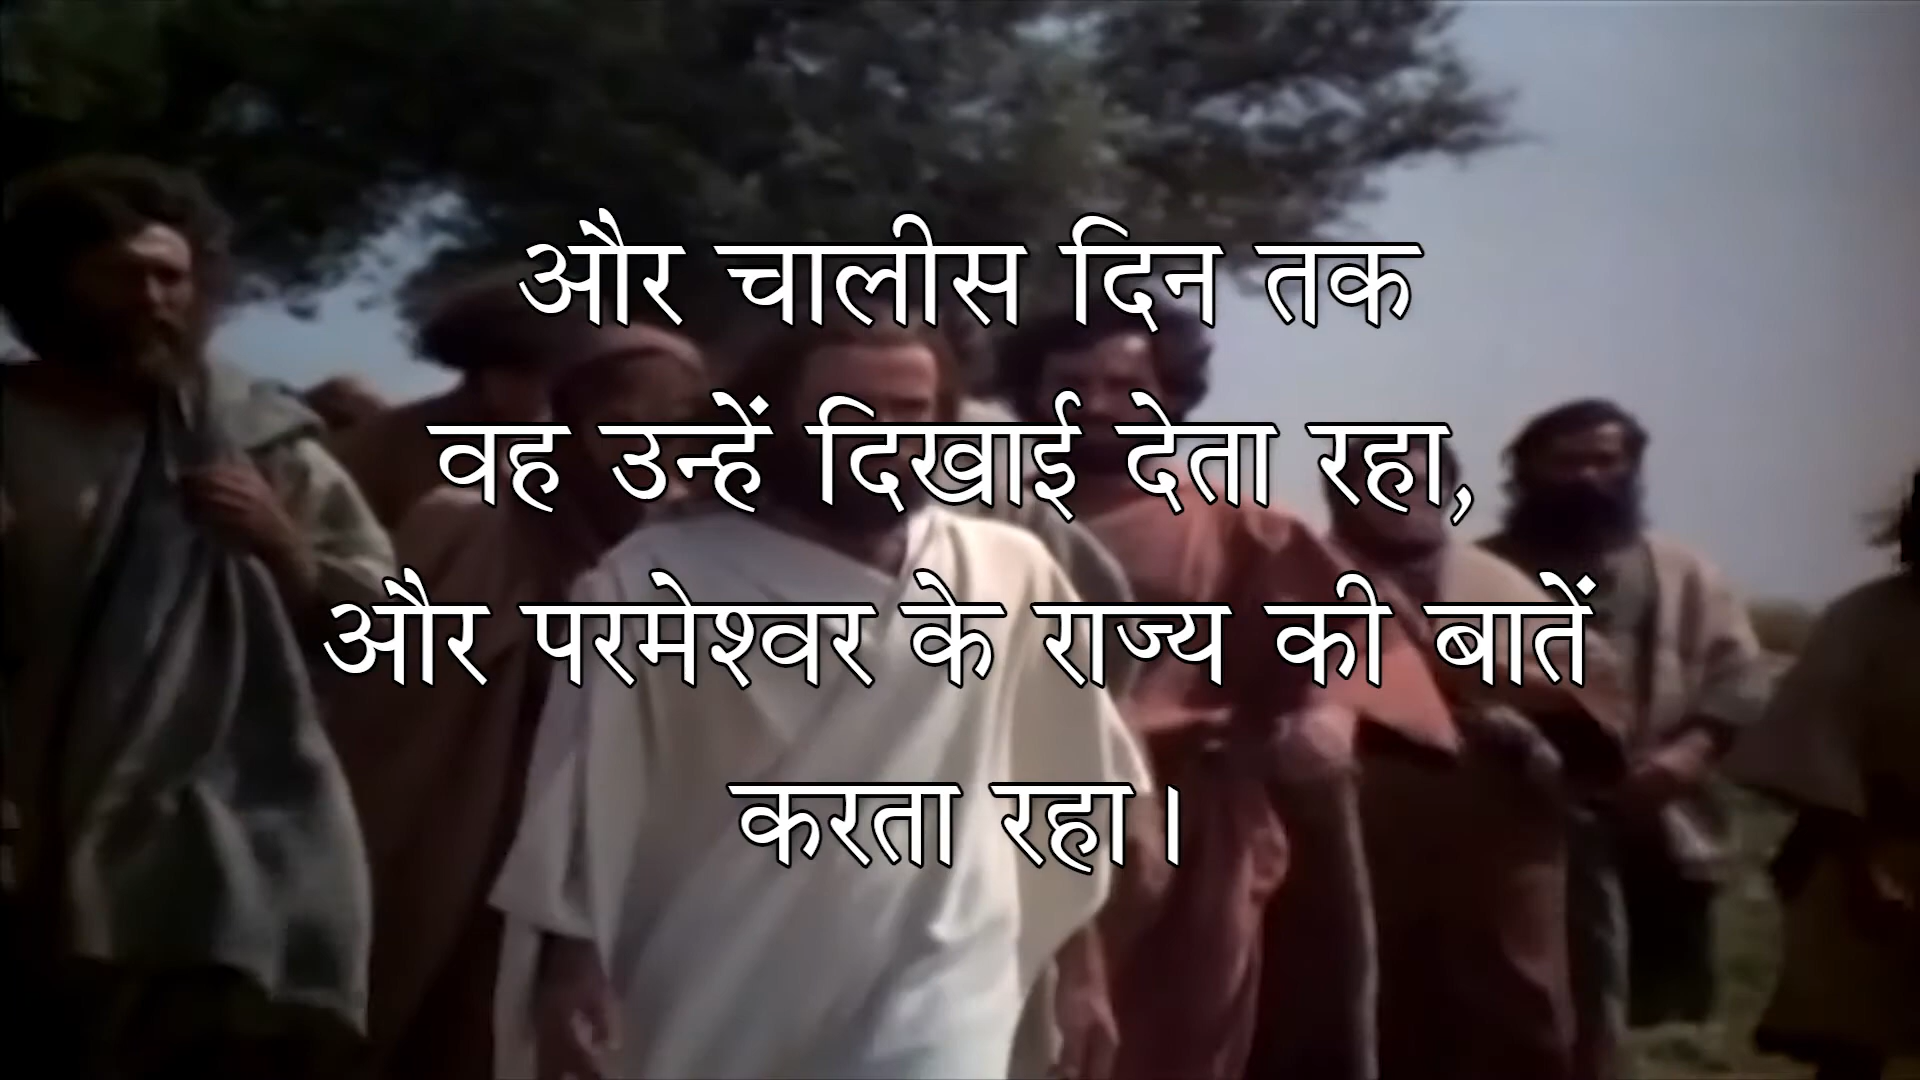 और चालीस दिन तक
वह उन्हें दिखाई देता रहा,
और परमेश्वर के राज्य की बातें
करता रहा।